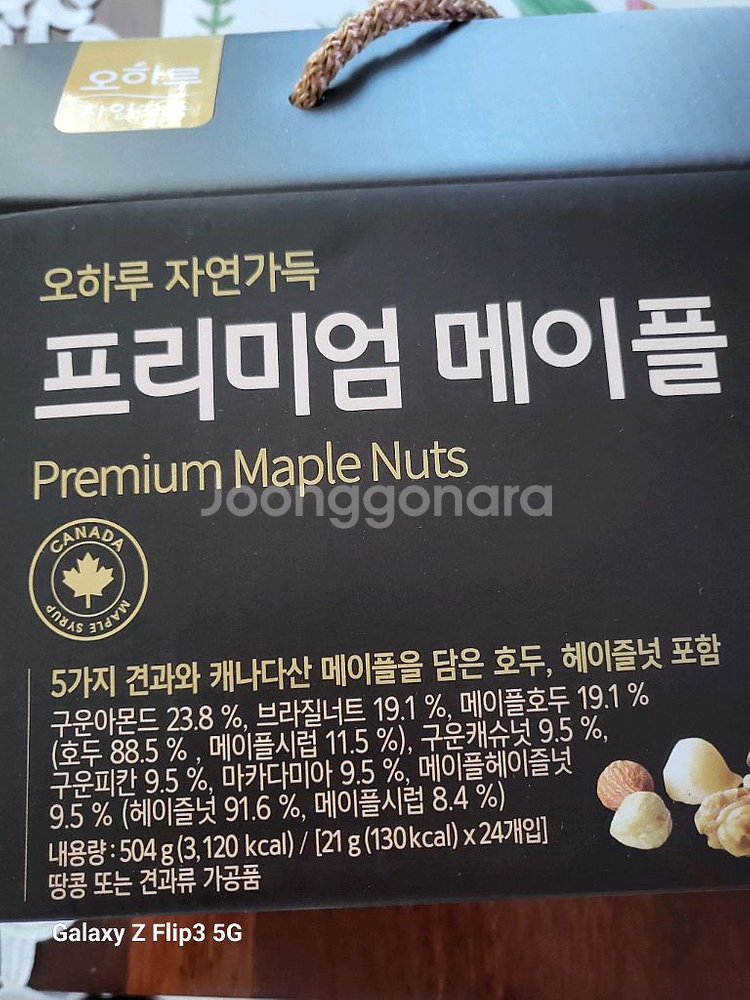 오하루
자연가득
오하루 자연가득
프리미엄 메이플
Premium Maple Nuts
Joonggonara
CANADA
MAPLE SYRUP
5가지 견과와 캐나다산 메이플을 담은 호두, 헤이즐넛 포함
구운아몬드 23.8 %, 브라질너트 19.1 %, 메이플호두 19.1 %
(호두 88.5 % , 메이플시럽 11.5 %), 구운캐슈넛 9.5 %,
구운피칸 9.5 %, 마카다미아 9.5 %, 메이플헤이즐넛
9.5 % (헤이즐넛 91.6 %, 메이플시럽 8.4 %)
내용량 : 504 g (3,120 kcal) / [21 g (130 kcal) x 24개입]
땅콩 또는 견과류 가공품
Galaxy Z Flip3 5G